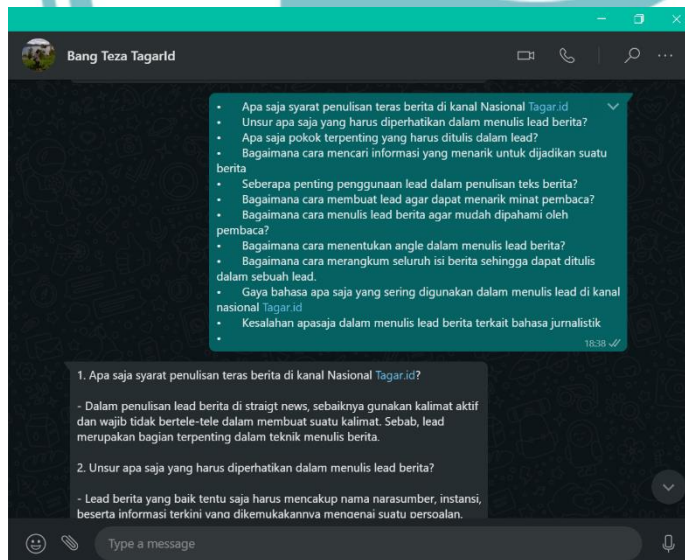 Bang Teza TagarId
• Apa saja syarat penulisan teras berita di kanal Nasional Tagar.id
• Unsur apa saja yang harus diperhatikan dalam menulis lead berita?
• Apa saja pokok terpenting yang harus ditulis dalam lead?
• Bagaimana cara mencari informasi yang menarik untuk dijadikan suatu
berita
• Seberapa penting penggunaan lead dalam penulisan teks berita?
• Bagaimana cara membuat lead agar dapat menarik minat pembaca?
• Bagaimana cara menulis lead berita agar mudah dipahami oleh
pembaca?
• Bagaimana cara menentukan angle dalam menulis lead berita?
• Bagaimana cara merangkum seluruh isi berita sehingga dapat ditulis
dalam sebuah lead.
• Gaya bahasa apa saja yang sering digunakan dalam menulis lead di kanal
nasional Tagar.id
• Kesalahan apasaja dalam menulis lead berita terkait bahasa jurnalistik
•
18:38
1. Apa saja syarat penulisan teras berita di kanal Nasional Tagar.id?
- Dalam penulisan lead berita di straigt news, sebaiknya gunakan kalimat aktif
dan wajib tidak bertele-tele dalam membuat suatu kalimat. Sebab, lead
merupakan bagian terpenting dalam teknik menulis berita.
2. Unsur apa saja yang harus diperhatikan dalam menulis lead berita?
- Lead berita yang baik tentu saja harus mencakup nama narasumber, instansi,
beserta informasi terkini yang dikemukakannya mengenai suatu persoalan.
Type a message